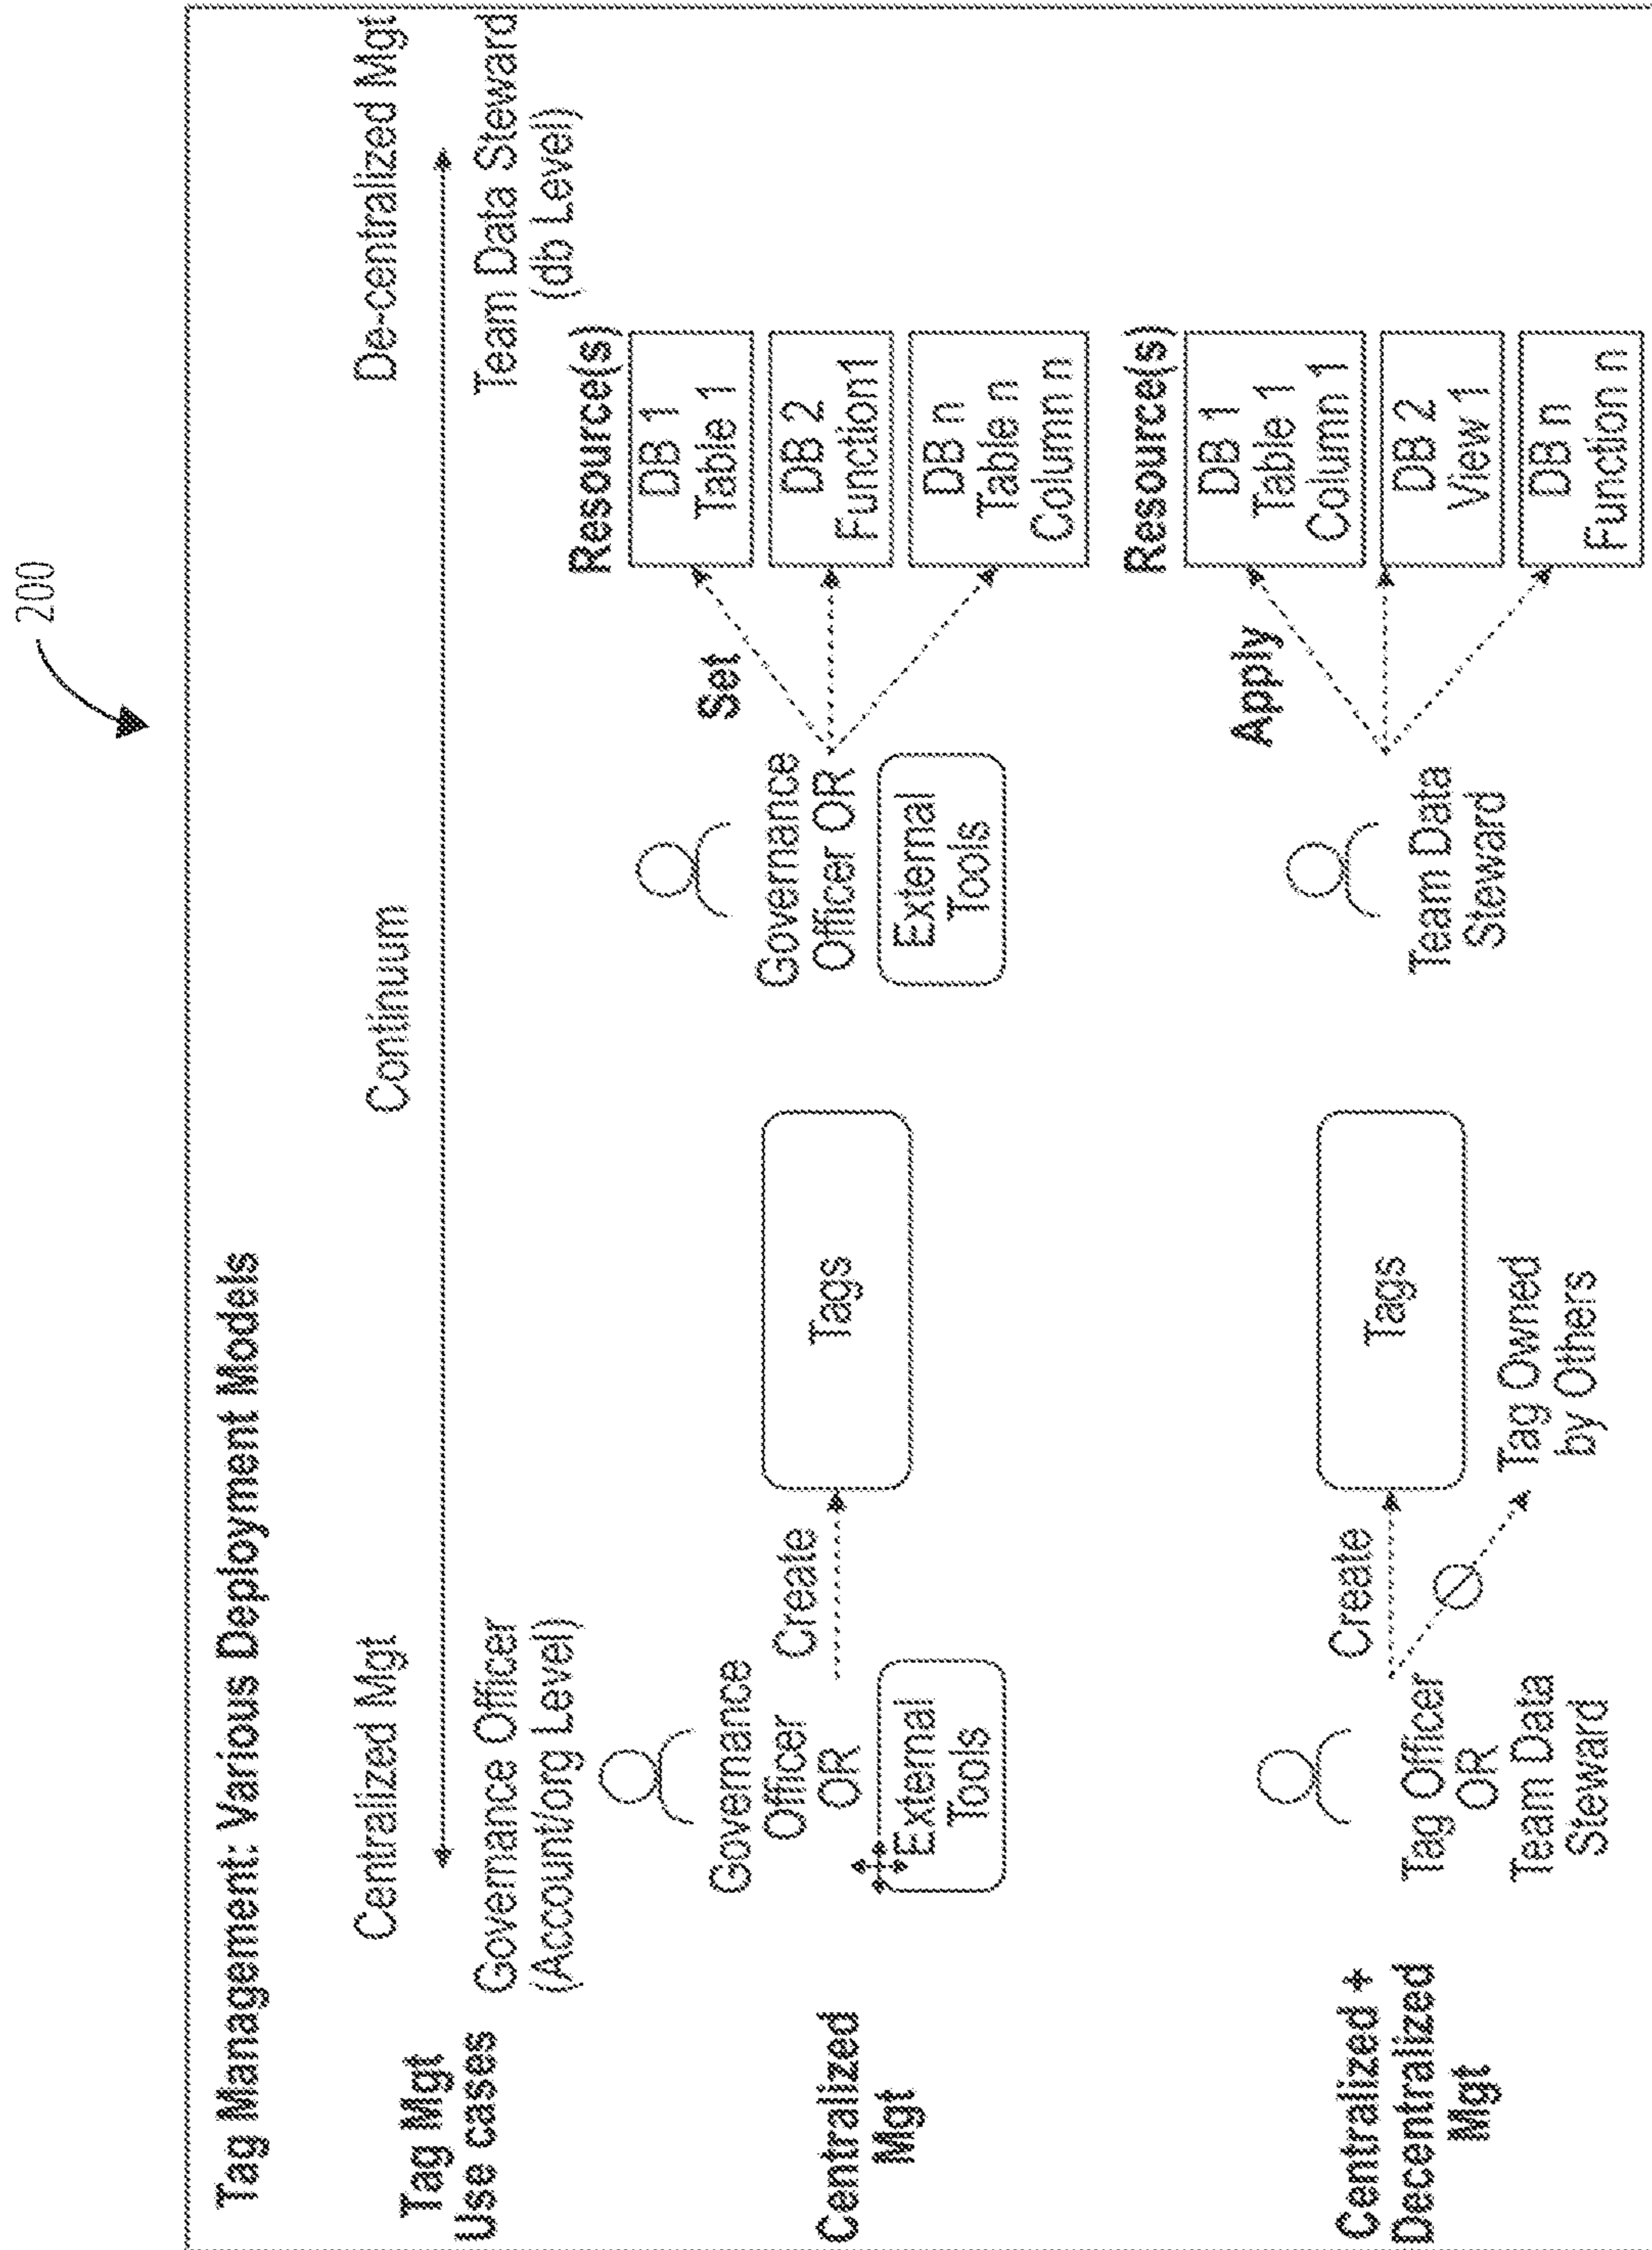 200
Tag Management: Various Deployment Models
Tag Mgt
Use cases
Centralized Mgt
Continuum
De-centralized Mgt
Governance Officer
(Account/org Level)
Team Data Steward
(db Level)
Centralized
Mgt
Governance
Officer
OR
External
Tools
Create
Tags
Governance
Officer OR
External
Tools
Set
Resource(s)
DB 1
Table 1
DB 2
Function1
DB n
Table n
Column n
Centralized +
Decentralized
Mgt
Tag Officer
OR
Team Data
Steward
Create
Tags
Tag Owned
by Others
Team Data
Steward
Apply
Resource(s)
DB 1
Table 1
Column 1
DB 2
View 1
DB n
Function n